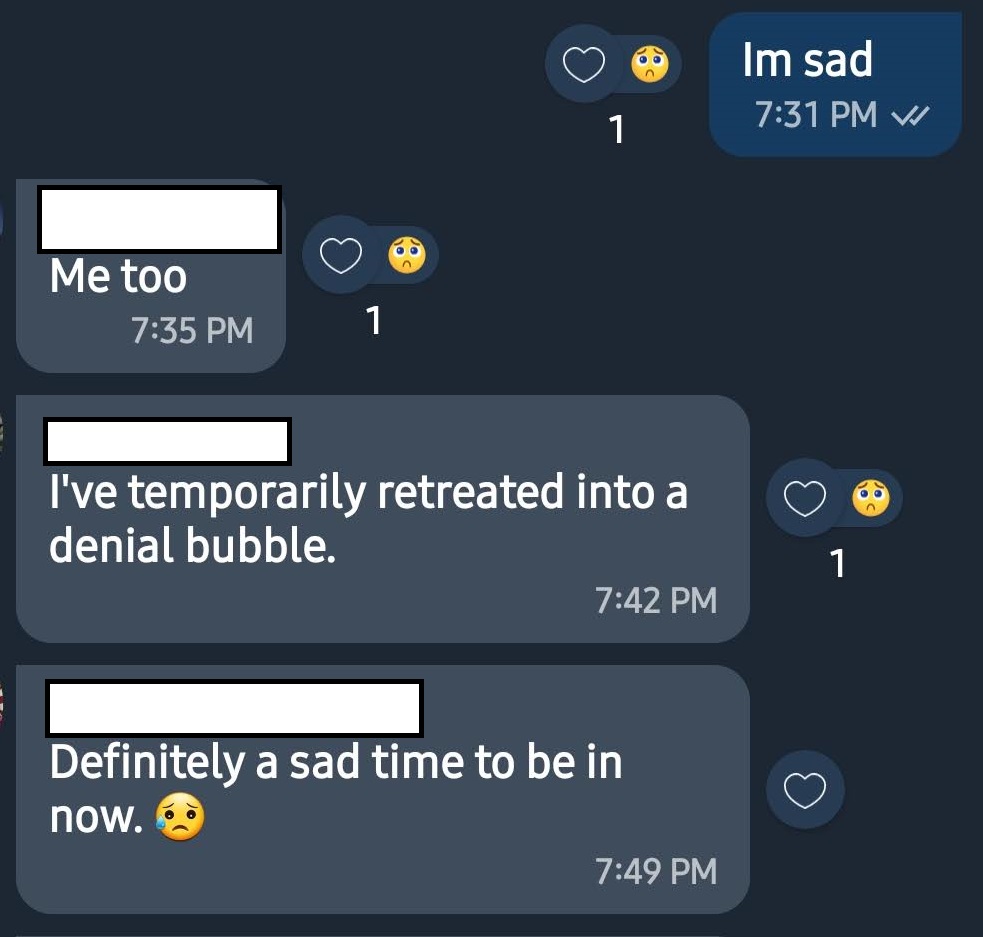 Im sad
7:31 PM
1
Me too
7:35 PM
1
I've temporarily retreated into a
denial bubble.
7:42 PM
1
Definitely a sad time to be in
now. 😥
7:49 PM